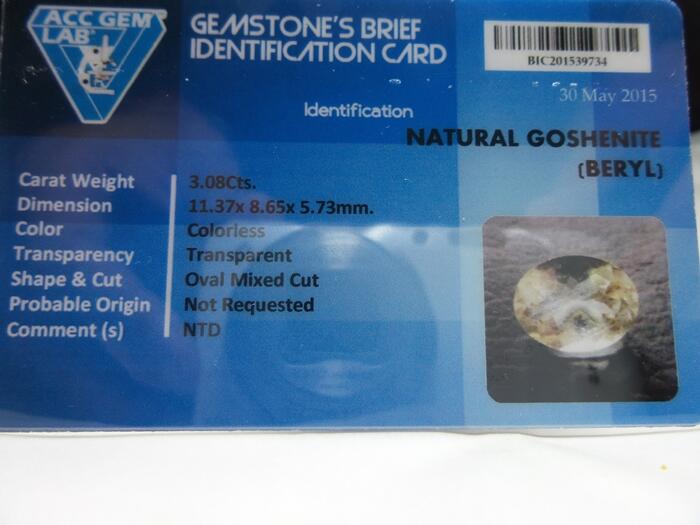 ACC GEM
LAB
GEMSTONE'S BRIEF
IDENTIFICATION CARD
BIC201539734
30 May 2015
Identification
NATURAL GOSHENITE
(BERYL)
Carat Weight 3.08Cts.
Dimension 11.37x 8.65x 5.73mm.
Color Colorless
Transparency Transparent
Shape & Cut Oval Mixed Cut
Probable Origin Not Requested
Comment (s) NTD